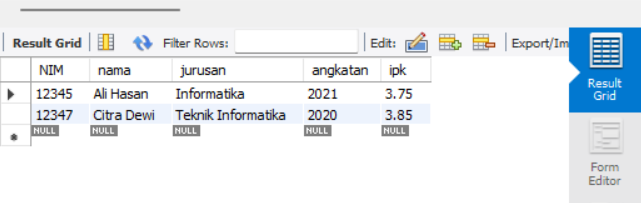 Result Grid Filter Rows: Edit: Export/Im
NIM nama jurusan angkatan ipk
12345 Ali Hasan Informatika 2021 3.75
12347 Citra Dewi Teknik Informatika 2020 3.85
NULL NULL NULL NULL NULL
Result
Grid
Form
Editor